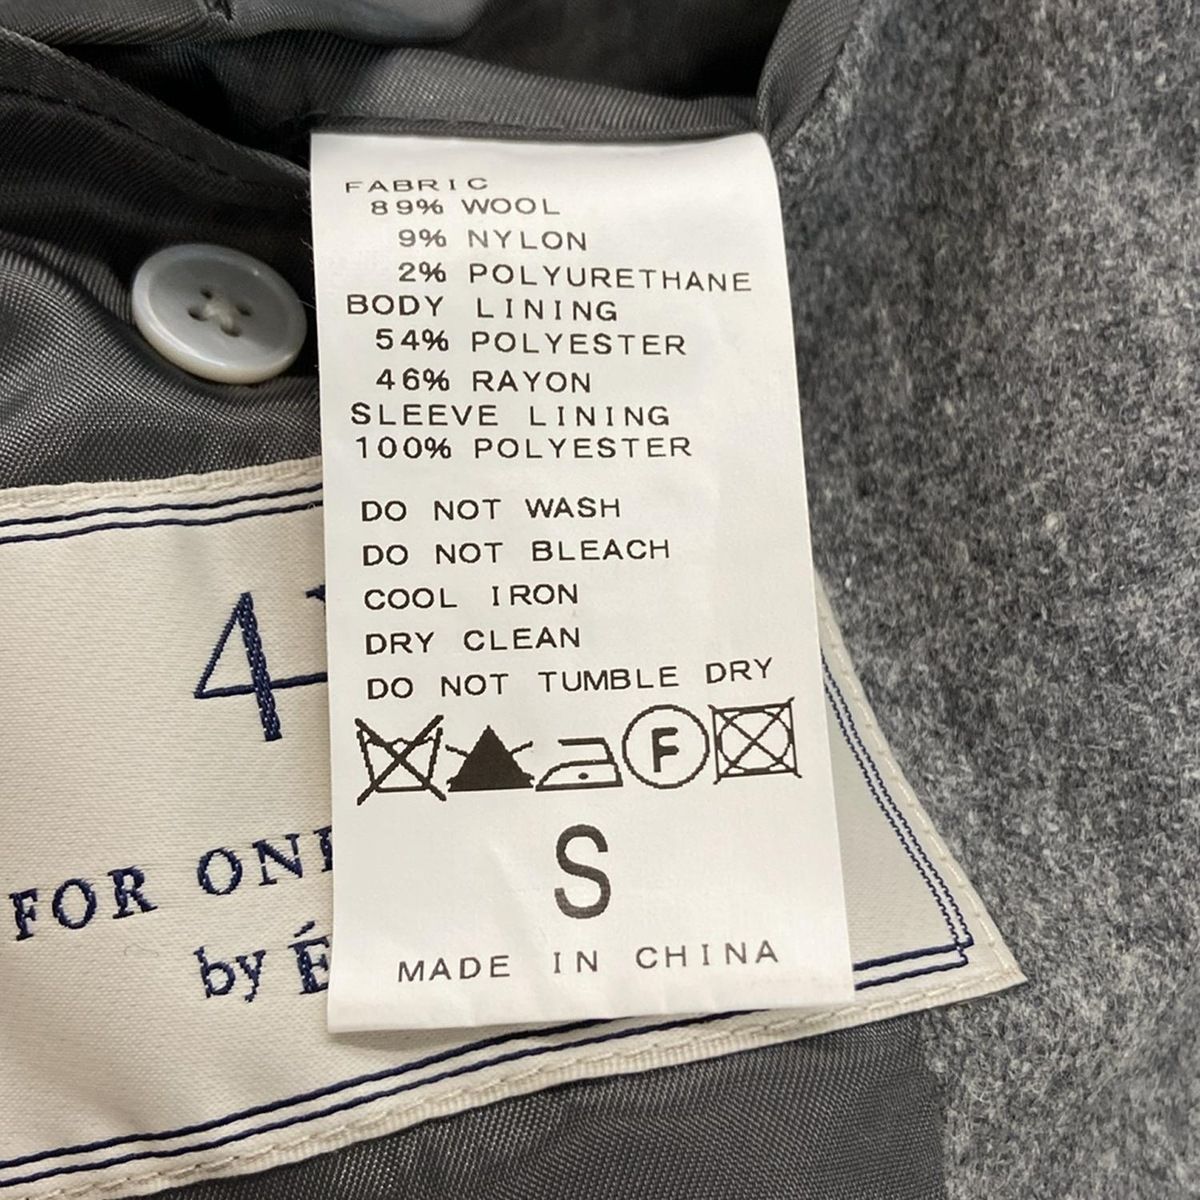 FABRIC
89% WOOL
9% NYLON
2% POLYURETHANE
BODY LINING
54% POLYESTER
46% RAYON
SLEEVE LINING
100% POLYESTER
DO NOT WASH
DO NOT BLEACH
COOL IRON
DRY CLEAN
DO NOT TUMBLE DRY
F
S
MADE IN CHINA
4
FOR
by